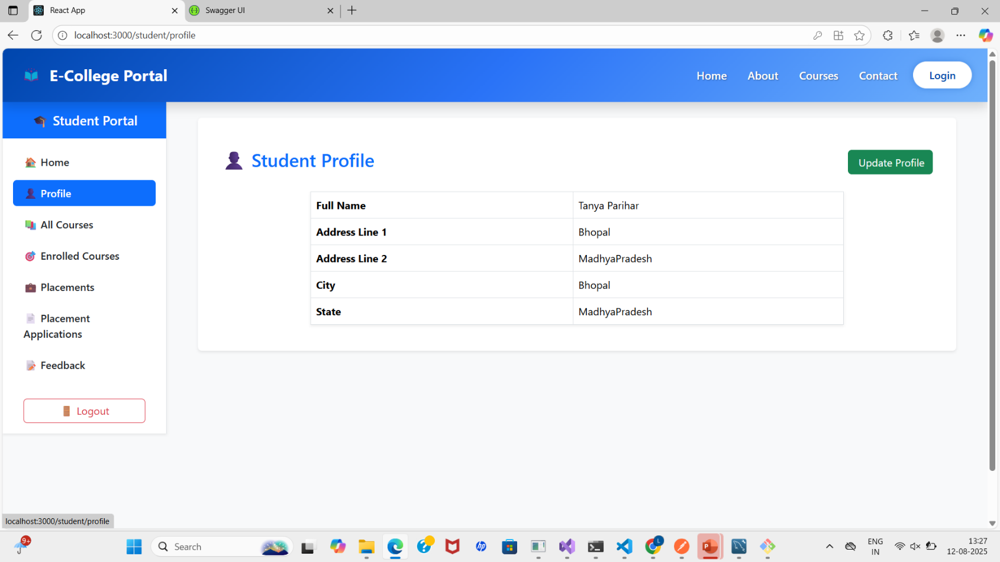 React App
Swagger UI
localhost:3000/student/profile
E-College Portal
Home
About
Courses
Contact
Login
Student Portal
Home
Profile
All Courses
Enrolled Courses
Placements
Placement
Applications
Feedback
Logout
Student Profile
Update Profile
Full Name Tanya Parihar
Address Line 1 Bhopal
Address Line 2 MadhyaPradesh
City Bhopal
State MadhyaPradesh
localhost:3000/student/profile
9+
Search
hp
L
P
ENG
IN
13:27
12-08-2025